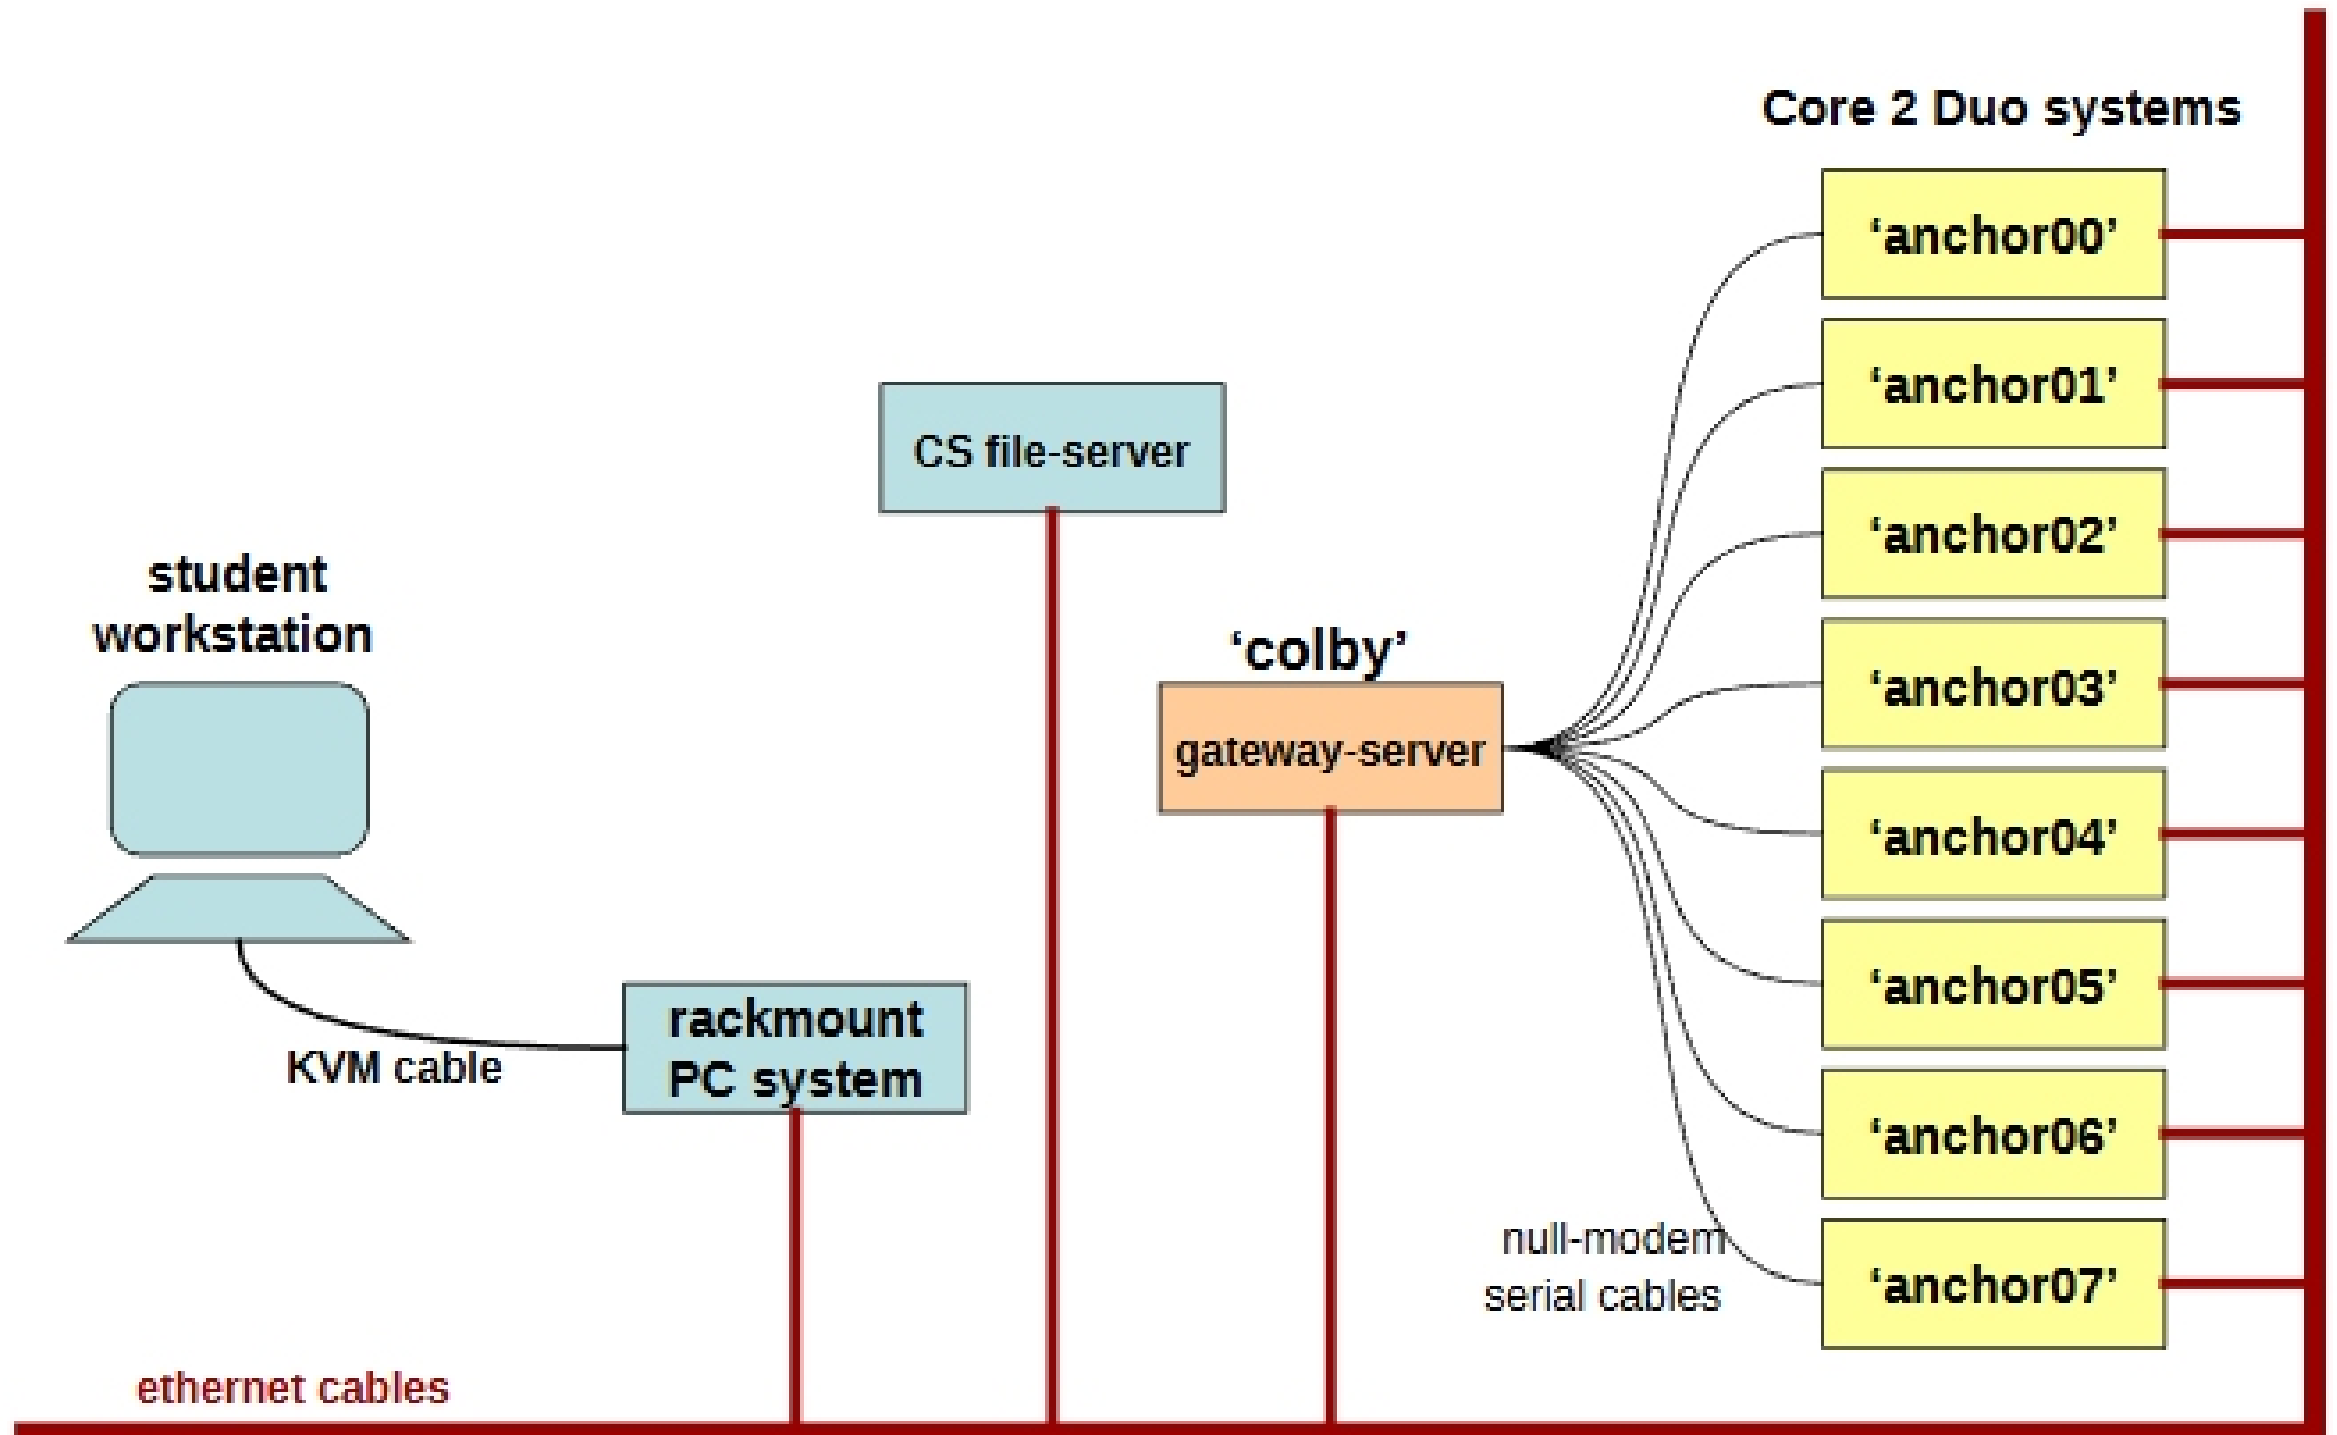 Core 2 Duo systems
‘anchor00’
‘anchor01’
CS file-server
‘anchor02’
student
workstation
‘colby’
gateway-server
‘anchor03’
‘anchor04’
‘anchor05’
rackmount
PC system
KVM cable
‘anchor06’
null-modem
serial cables
‘anchor07’
ethernet cables